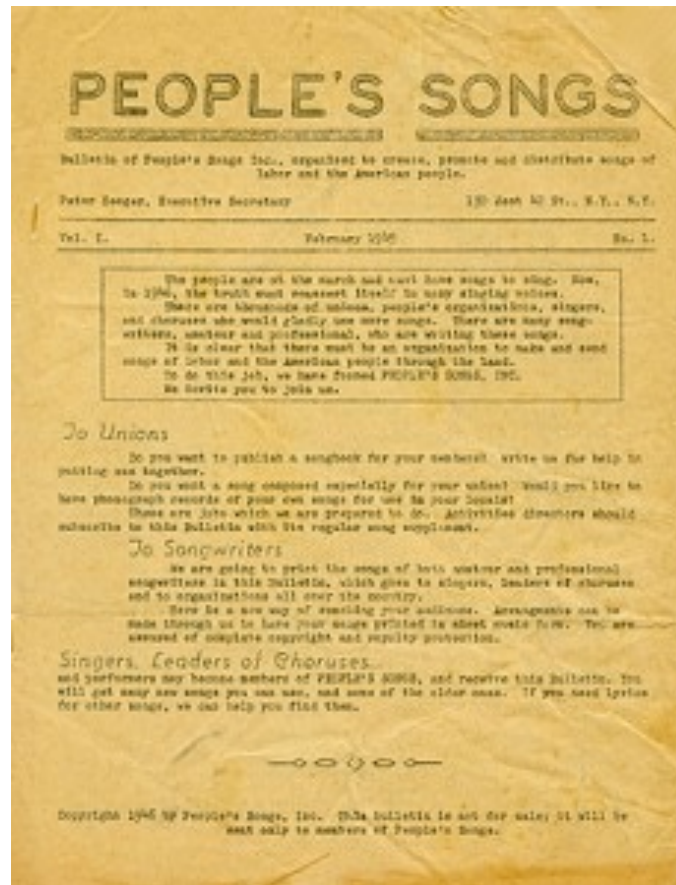 PEOPLE'S SONGS
Bulletin of People's Songs Inc., organized to create, promote and distribute songs of
labor and the American people.
Peter Seeger, Executive Secretary 130 West 42 St., N.Y., N.Y.
Vol. I. February 1946 No. 1.
The people are on the march and must have songs to sing. Now,
in 1946, the truth must reassert itself in many singing voices.
There are thousands of unions, people's organizations, singers,
and choruses who would gladly use more songs. There are many song-
writers, amateur and professional, who are writing these songs.
It is clear that there must be an organization to make and send
songs of labor and the American people through the land.
To do this job, we have formed PEOPLE'S SONGS, INC.
We invite you to join us.
To Unions
Do you want to publish a songbook for your members? Write us for help in
putting one together.
Do you want a song composed especially for your union? Would you like to
have phonograph records of your own songs for use in your locals?
These are jobs which we are prepared to do. Activities directors should
subscribe to this Bulletin with its regular song supplement.
To Songwriters
We are going to print the songs of both amateur and professional
songwriters in this Bulletin, which goes to singers, leaders of choruses
and to organizations all over the country.
Here is a new way of reaching your audience. Arrangements can be
made through us to have your songs printed in sheet music form. You are
assured of complete copyright and royalty protection.
Singers, Leaders of Choruses...
and performers may become members of PEOPLE'S SONGS, and receive this Bulletin. You
will get many new songs you can use, and some of the older ones. If you need lyrics
for other songs, we can help you find them.
Copyright 1946 by People's Songs, Inc. This bulletin is not for sale; it will be
sent only to members of People's Songs.